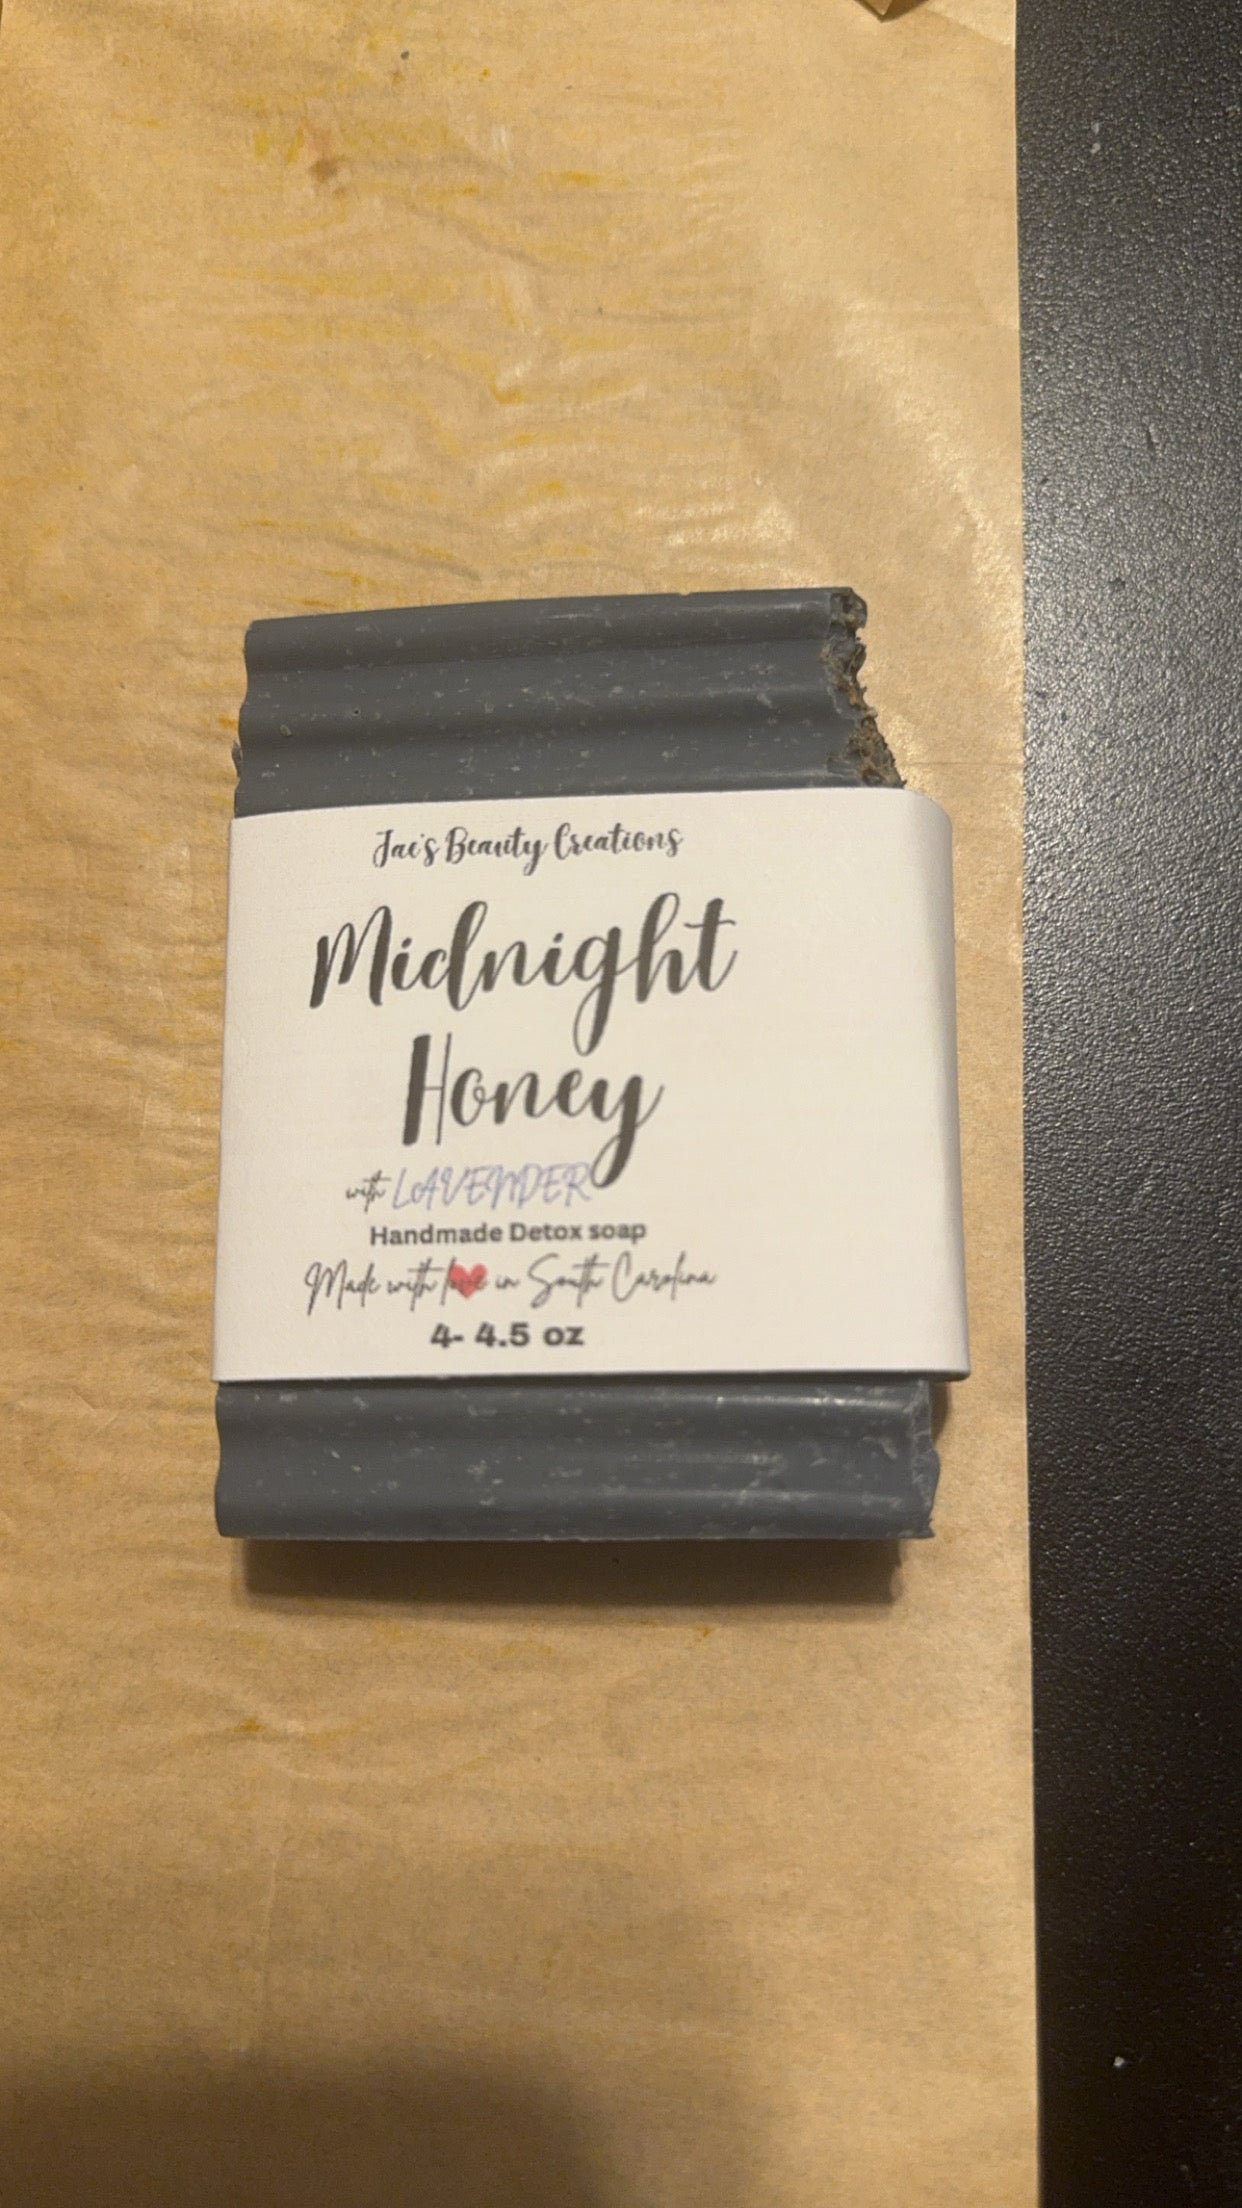 Jae's Beauty Creations
Midnight
Honey
with LAVENDER
Handmade Detox soap
Made with love in South Carolina
4- 4.5 oz